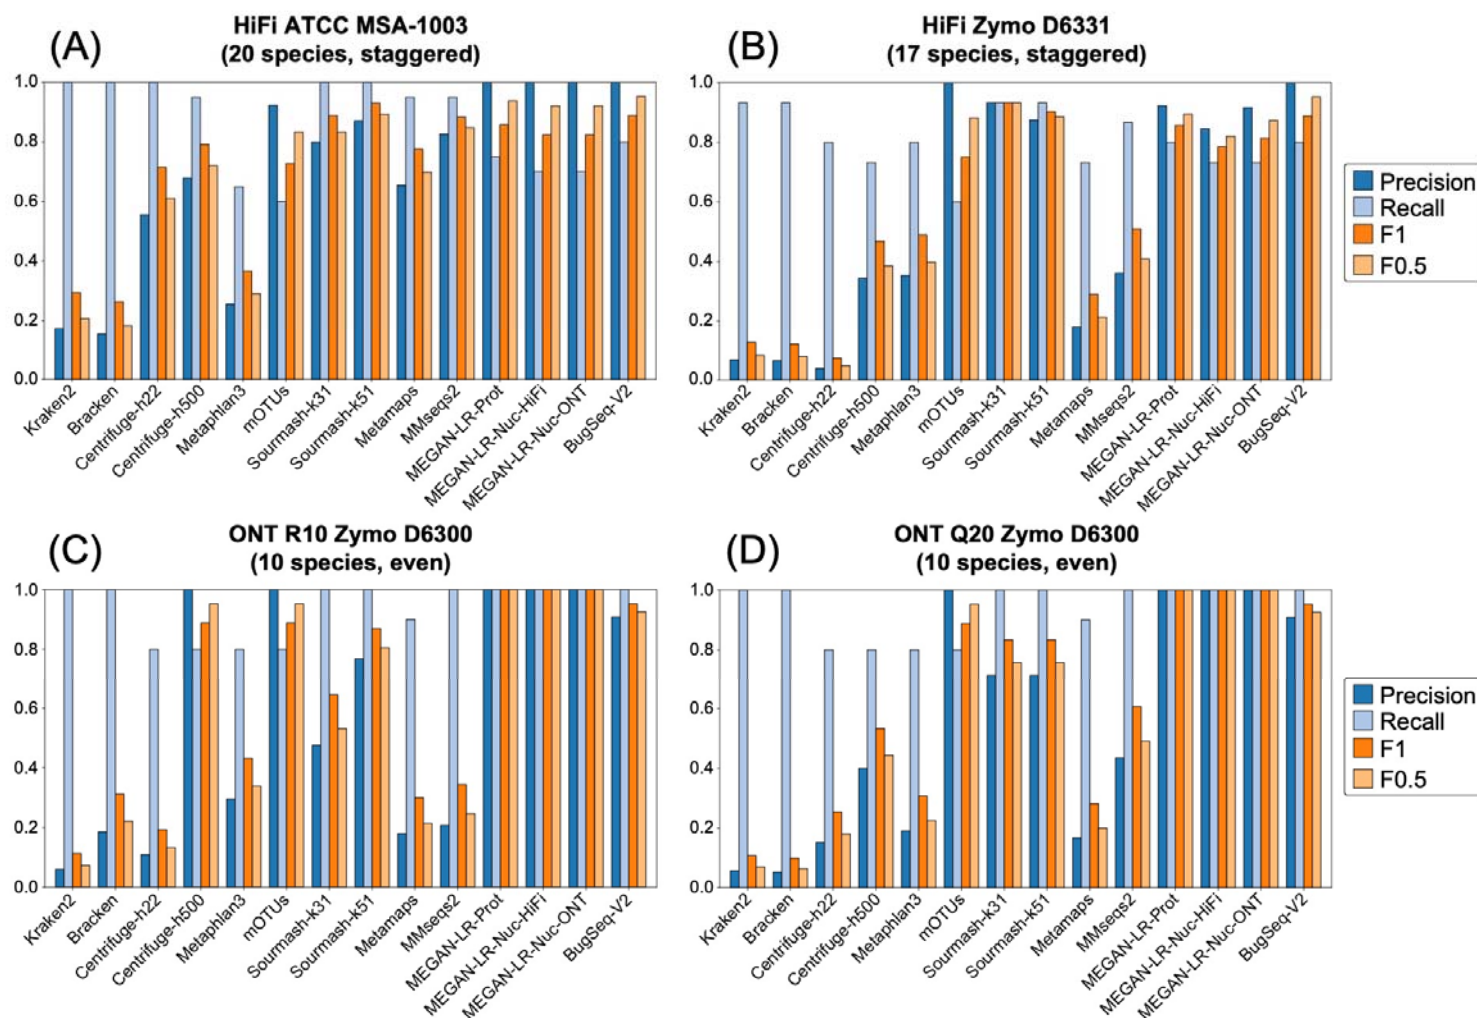 (A)
HiFi ATCC MSA-1003
(20 species, staggered)
1.0
0.8
0.6
0.4
0.2
0.0
Kraken2
Bracken
Centrifuge-h22
Centrifuge-h500
Metaphlan3
mOTUs
Sourmash-k31
Sourmash-k51
Metamaps
MMseqs2
MEGAN-LR-Prot
MEGAN-LR-Nuc-HiFi
MEGAN-LR-Nuc-ONT
BugSeq-V2
(B)
HiFi Zymo D6331
(17 species, staggered)
1.0
0.8
0.6
0.4
0.2
0.0
Kraken2
Bracken
Centrifuge-h22
Centrifuge-h500
Metaphlan3
mOTUs
Sourmash-k31
Sourmash-k51
Metamaps
MMseqs2
MEGAN-LR-Prot
MEGAN-LR-Nuc-HiFi
MEGAN-LR-Nuc-ONT
BugSeq-V2
Precision
Recall
F1
F0.5
(C)
ONT R10 Zymo D6300
(10 species, even)
1.0
0.8
0.6
0.4
0.2
0.0
Kraken2
Bracken
Centrifuge-h22
Centrifuge-h500
Metaphlan3
mOTUs
Sourmash-k31
Sourmash-k51
Metamaps
MMseqs2
MEGAN-LR-Prot
MEGAN-LR-Nuc-HiFi
MEGAN-LR-Nuc-ONT
BugSeq-V2
(D)
ONT Q20 Zymo D6300
(10 species, even)
1.0
0.8
0.6
0.4
0.2
0.0
Kraken2
Bracken
Centrifuge-h22
Centrifuge-h500
Metaphlan3
mOTUs
Sourmash-k31
Sourmash-k51
Metamaps
MMseqs2
MEGAN-LR-Prot
MEGAN-LR-Nuc-HiFi
MEGAN-LR-Nuc-ONT
BugSeq-V2
Precision
Recall
F1
F0.5